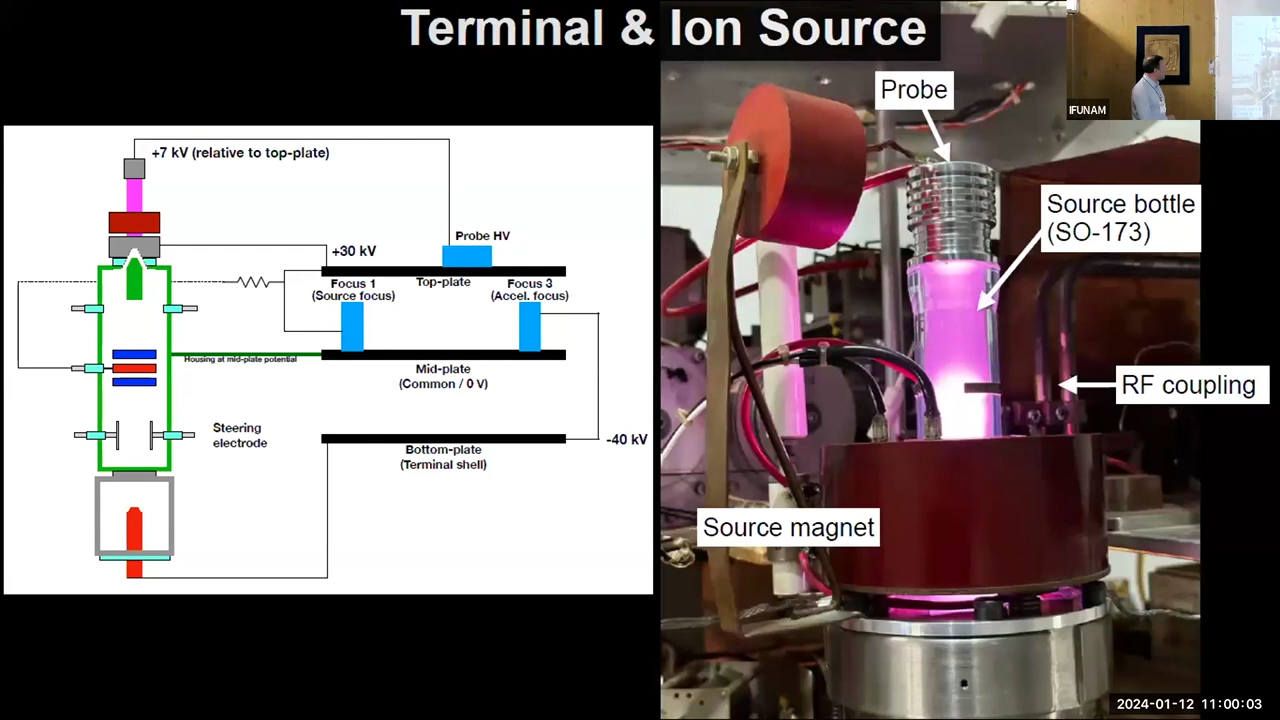 Terminal & Ion Source
IFUNAM
+7 kV (relative to top-plate)
Probe HV
+30 kV
Focus 1
(Source focus)
Top-plate
Focus 3
(Accel. focus)
Housing at mid-plate potential
Mid-plate
(Common / 0 V)
Steering
electrode
-40 kV
Bottom-plate
(Terminal shell)
Probe
Source bottle
(SO-173)
RF coupling
Source magnet
2024-01-12 11:00:03